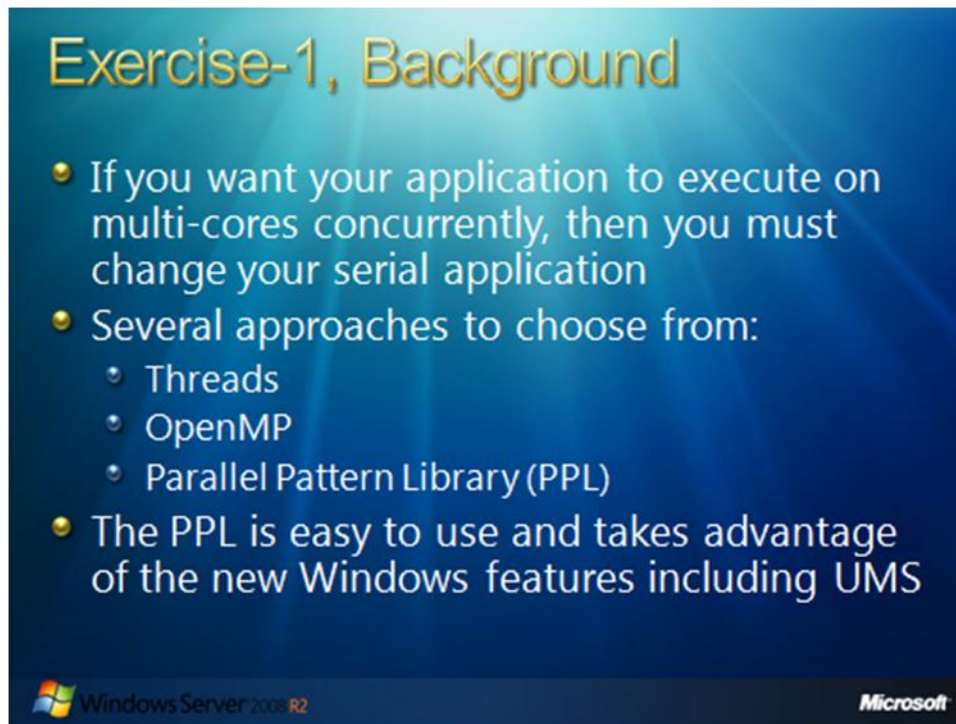 Exercise-1, Background
If you want your application to execute on
multi-cores concurrently, then you must
change your serial application
Several approaches to choose from:
Threads
OpenMP
Parallel Pattern Library (PPL)
The PPL is easy to use and takes advantage
of the new Windows features including UMS
Windows Server 2008 R2
Microsoft